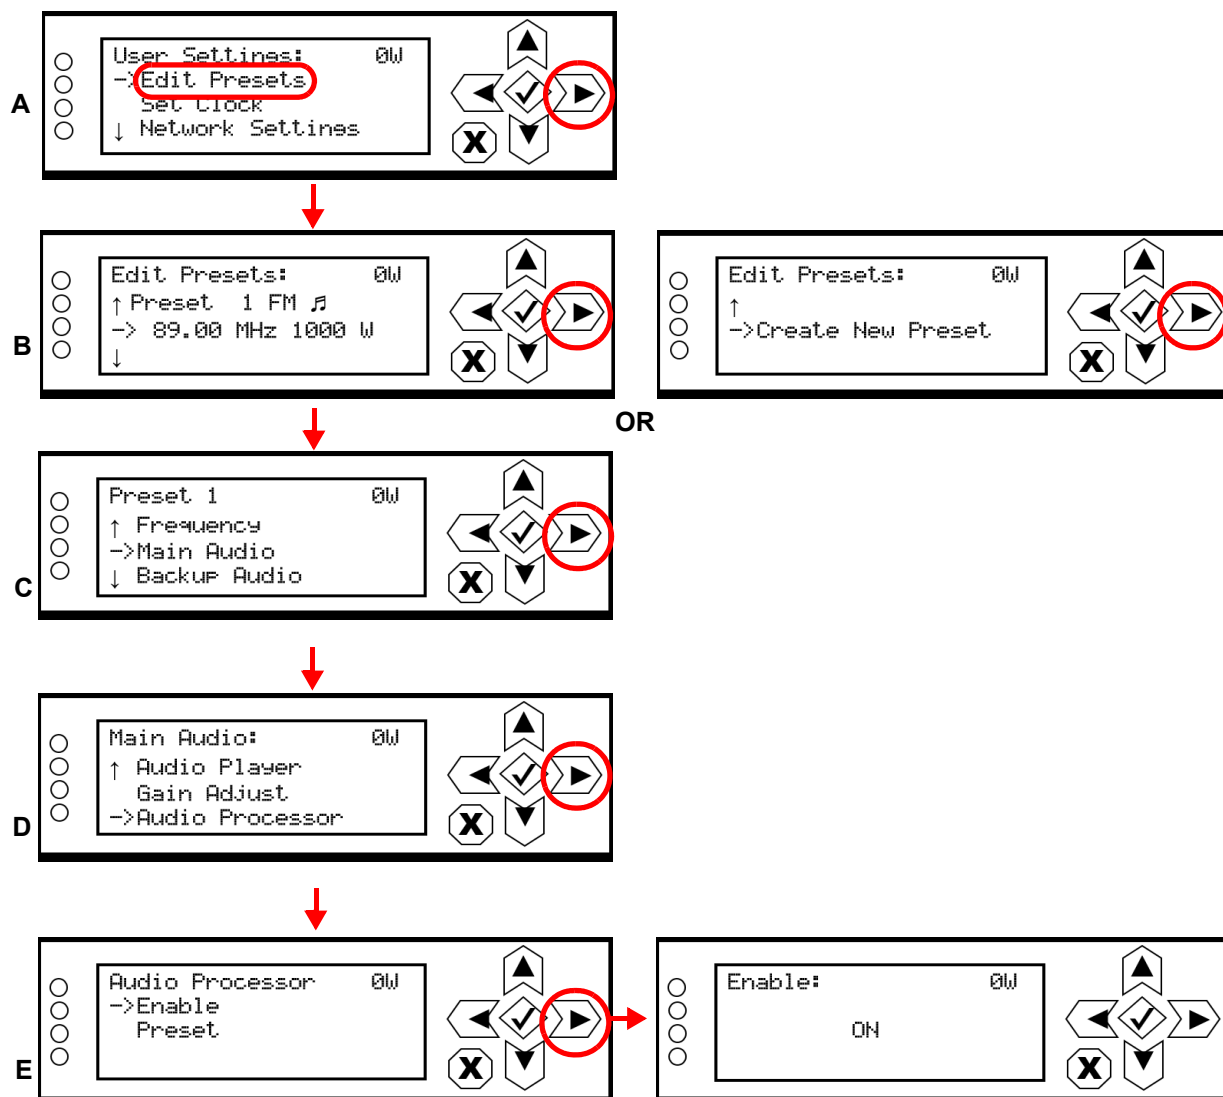 A
User Settings: 0W
->Edit Presets
Set Clock
↓ Network Settings
X
B
Edit Presets: 0W
↑ Preset 1 FM ♬
-> 89.00 MHz 1000 W
↓
X
Edit Presets: 0W
↑
->Create New Preset
X
OR
C
Preset 1 0W
↑ Frequency
->Main Audio
↓ Backup Audio
X
D
Main Audio: 0W
↑ Audio Player
Gain Adjust
->Audio Processor
X
E
Audio Processor 0W
->Enable
Preset
X
Enable: 0W
ON
X